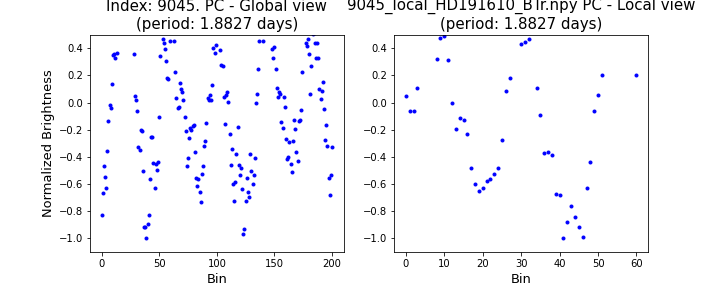 Index: 9045. PC - Global view
(period: 1.8827 days)
9045_local_HD191610_BTr.npy PC - Local view
(period: 1.8827 days)
Normalized Brightness
0.4
0.2
0.0
−0.2
−0.4
−0.6
−0.8
−1.0
0 50 100 150 200
Bin
0.4
0.2
0.0
−0.2
−0.4
−0.6
−0.8
−1.0
0 10 20 30 40 50 60
Bin